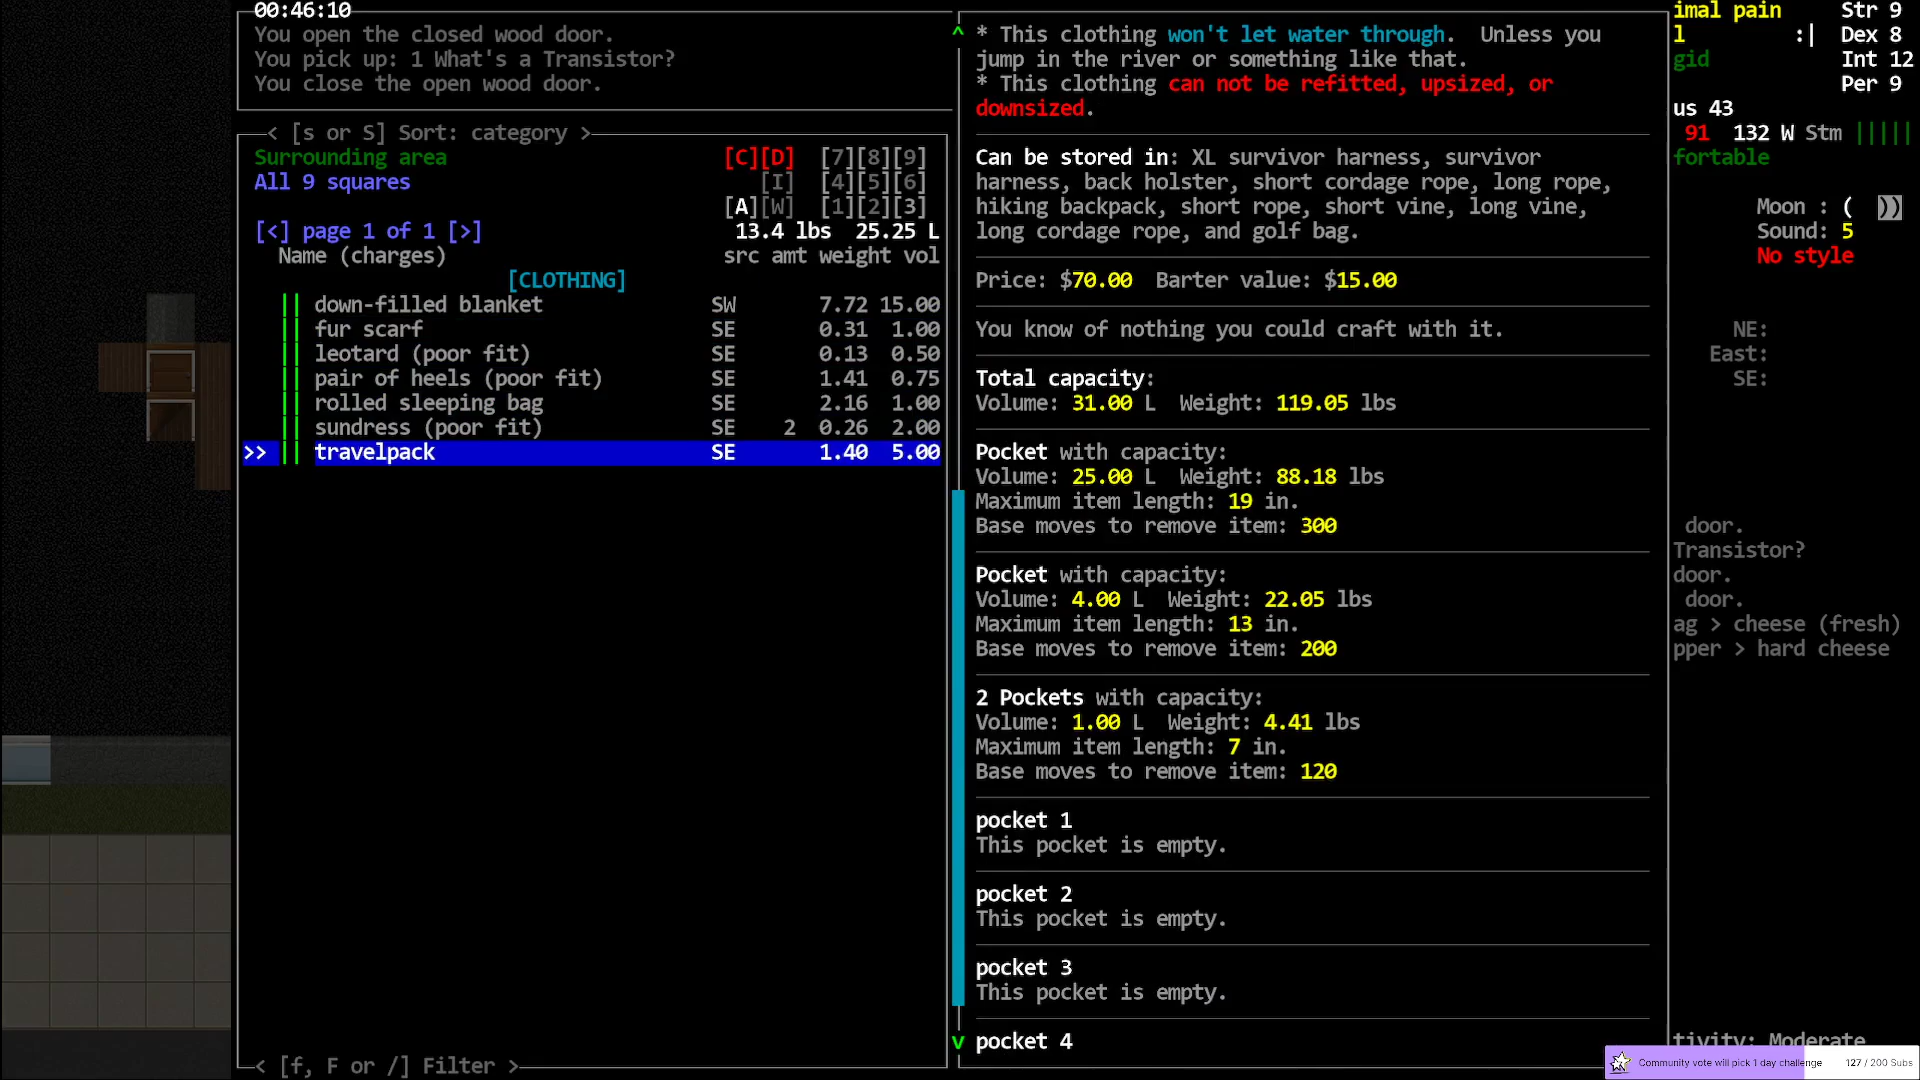 00:46:10
You open the closed wood door.
You pick up: 1 What's a Transistor?
You close the open wood door.
< [s or S] Sort: category >
Surrounding area
[C][D] [7][8][9]
All 9 squares
[I] [4][5][6]
[A][W] [1][2][3]
[<] page 1 of 1 [>]
13.4 lbs 25.25 L
Name (charges) src amt weight vol
[CLOTHING]
|| down-filled blanket SW 7.72 15.00
|| fur scarf SE 0.31 1.00
|| leotard (poor fit) SE 0.13 0.50
|| pair of heels (poor fit) SE 1.41 0.75
|| rolled sleeping bag SE 2.16 1.00
|| sundress (poor fit) SE 2 0.26 2.00
>> || travelpack SE 1.40 5.00
< [f, F or /] Filter >
^
* This clothing won't let water through. Unless you
jump in the river or something like that.
* This clothing can not be refitted, upsized, or
downsized.
Can be stored in: XL survivor harness, survivor
harness, back holster, short cordage rope, long rope,
hiking backpack, short rope, short vine, long vine,
long cordage rope, and golf bag.
Price: $70.00 Barter value: $15.00
You know of nothing you could craft with it.
Total capacity:
Volume: 31.00 L Weight: 119.05 lbs
Pocket with capacity:
Volume: 25.00 L Weight: 88.18 lbs
Maximum item length: 19 in.
Base moves to remove item: 300
Pocket with capacity:
Volume: 4.00 L Weight: 22.05 lbs
Maximum item length: 13 in.
Base moves to remove item: 200
2 Pockets with capacity:
Volume: 1.00 L Weight: 4.41 lbs
Maximum item length: 7 in.
Base moves to remove item: 120
pocket 1
This pocket is empty.
pocket 2
This pocket is empty.
pocket 3
This pocket is empty.
v pocket 4
imal pain Str 9
l :| Dex 8
gid Int 12
Per 9
us 43
91 132 W Stm |||||
fortable
Moon : ( ))
Sound: 5
No style
NE:
East:
SE:
door.
Transistor?
door.
door.
ag > cheese (fresh)
pper > hard cheese
tivity: Moderate
Community vote will pick 1 day challenge 127 / 200 Subs